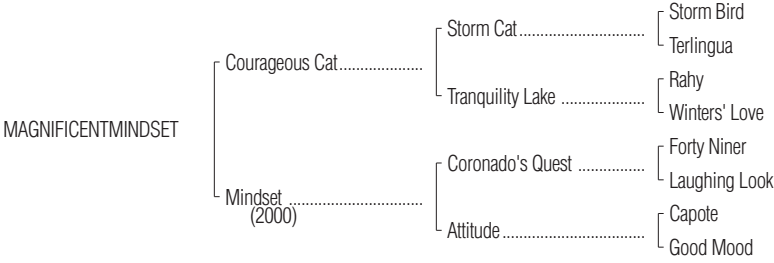 Storm Bird
Storm Cat..............................
Terlingua
Courageous Cat...................
Rahy
Tranquility Lake ...................
Winters' Love
MAGNIFICENTMINDSET
Forty Niner
Coronado's Quest ...............
Laughing Look
Mindset ................................
(2000)
Capote
Attitude..................................
Good Mood